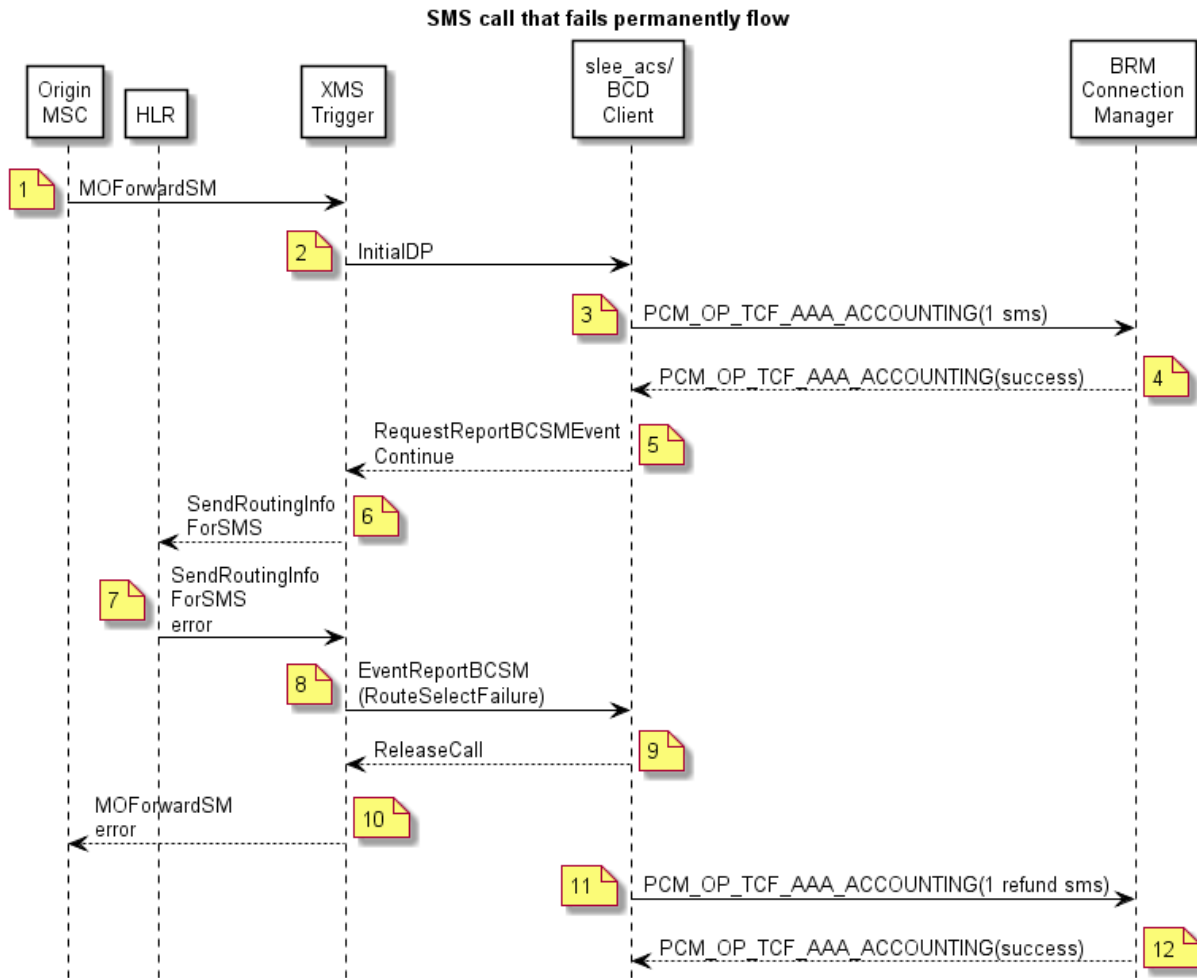 SMS call that fails permanently flow
Origin
MSC
HLR
XMS
Trigger
slee_acs/
BCD
Client
BRM
Connection
Manager
1
MOForwardSM
2
InitialDP
3
PCM_OP_TCF_AAA_ACCOUNTING(1 sms)
PCM_OP_TCF_AAA_ACCOUNTING(success)
4
RequestReportBCSMEvent
Continue
5
SendRoutingInfo
ForSMS
6
7
SendRoutingInfo
ForSMS
error
8
EventReportBCSM
(RouteSelectFailure)
ReleaseCall
9
MOForwardSM
error
10
11
PCM_OP_TCF_AAA_ACCOUNTING(1 refund sms)
PCM_OP_TCF_AAA_ACCOUNTING(success)
12